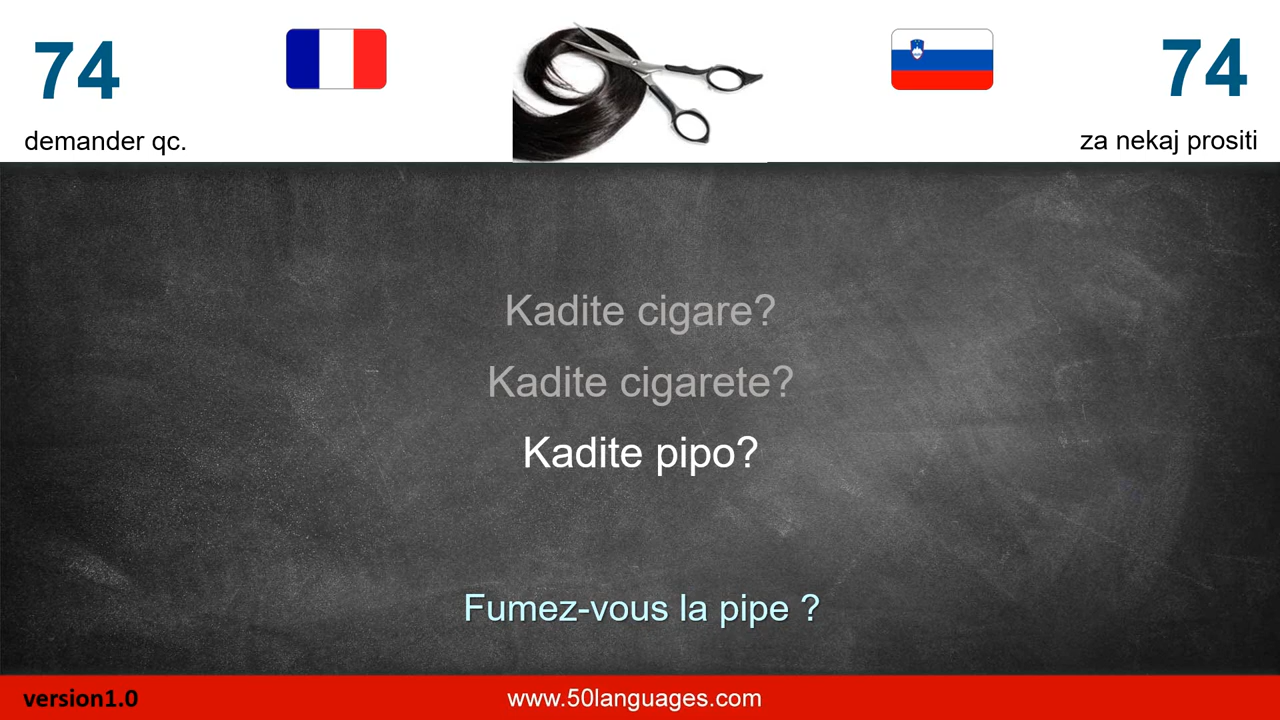 74
74
demander qc.
za nekaj prositi
Kadite cigare?
Kadite cigarete?
Kadite pipo?
Fumez-vous la pipe ?
version1.0
www.50languages.com